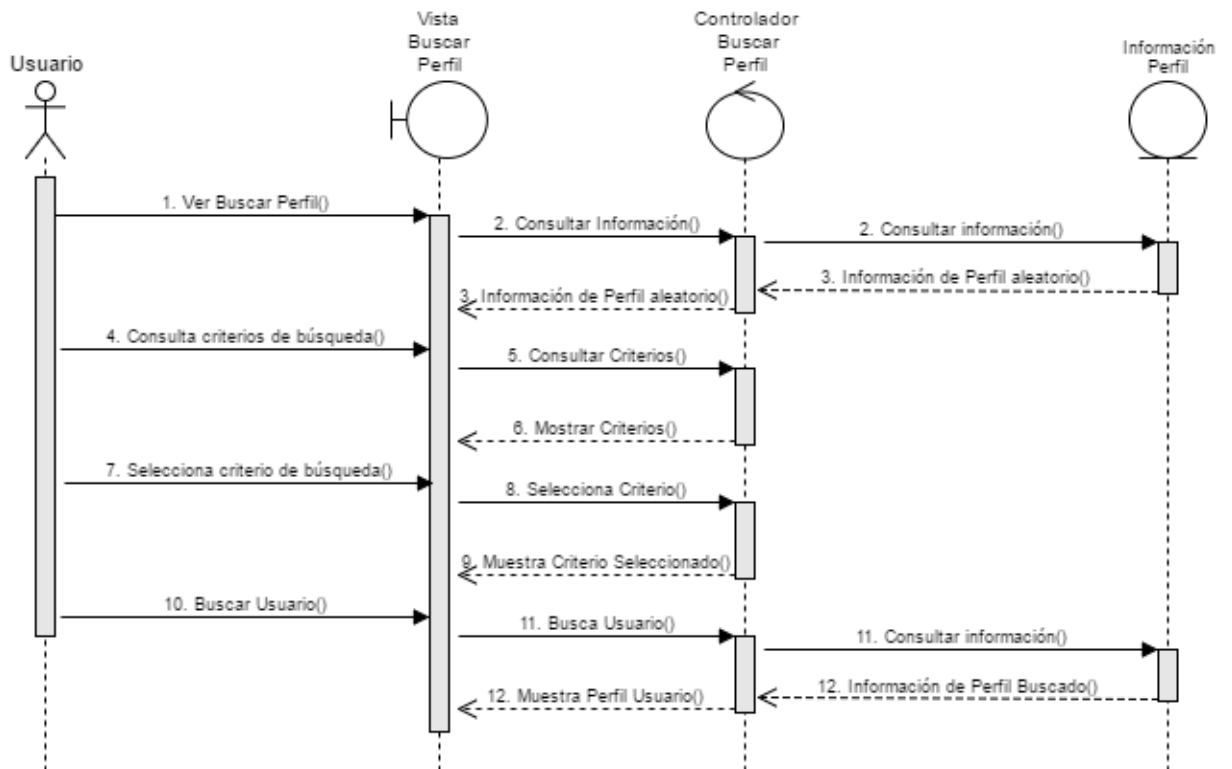 Usuario
Vista
Buscar
Perfil
Controlador
Buscar
Perfil
Información
Perfil
1. Ver Buscar Perfil()
2. Consultar Información()
2. Consultar información()
3. Información de Perfil aleatorio()
3. Información de Perfil aleatorio()
4. Consulta criterios de búsqueda()
5. Consultar Criterios()
6. Mostrar Criterios()
7. Selecciona criterio de búsqueda()
8. Selecciona Criterio()
9. Muestra Criterio Seleccionado()
10. Buscar Usuario()
11. Busca Usuario()
11. Consultar información()
12. Información de Perfil Buscado()
12. Muestra Perfil Usuario()